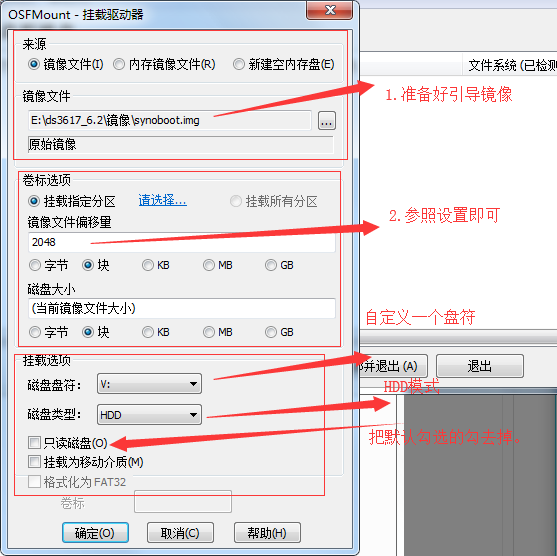 OSFMount - 挂载驱动器
来源
镜像文件(I) 内存镜像文件(R) 新建空内存盘(E)
文件系统 (已检测
镜像文件
1.准备好引导镜像
E:\ds3617_6.2\镜像\synoboot.img ...
原始镜像
卷标选项
挂载指定分区 请选择... 挂载所有分区
镜像文件偏移量
2.参照设置即可
2048
字节 块 KB MB GB
磁盘大小
(当前镜像文件大小)
自定义一个盘符
字节 块 KB MB GB
挂载选项
并退出(A) 退出
磁盘盘符: V:
HDD模式
磁盘类型: HDD
把默认勾选的勾去掉.
只读磁盘(O)
挂载为移动介质(M)
格式化为 FAT32
卷标
确定(O) 取消(C) 帮助(H)